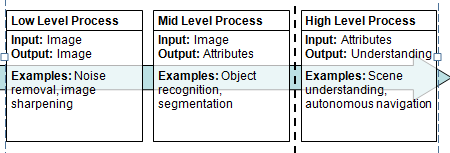 Low Level Process
Input: Image
Output: Image
Examples: Noise
removal, image
sharpening
Mid Level Process
Input: Image
Output: Attributes
Examples: Object
recognition,
segmentation
High Level Process
Input: Attributes
Output: Understanding
Examples: Scene
understanding,
autonomous navigation